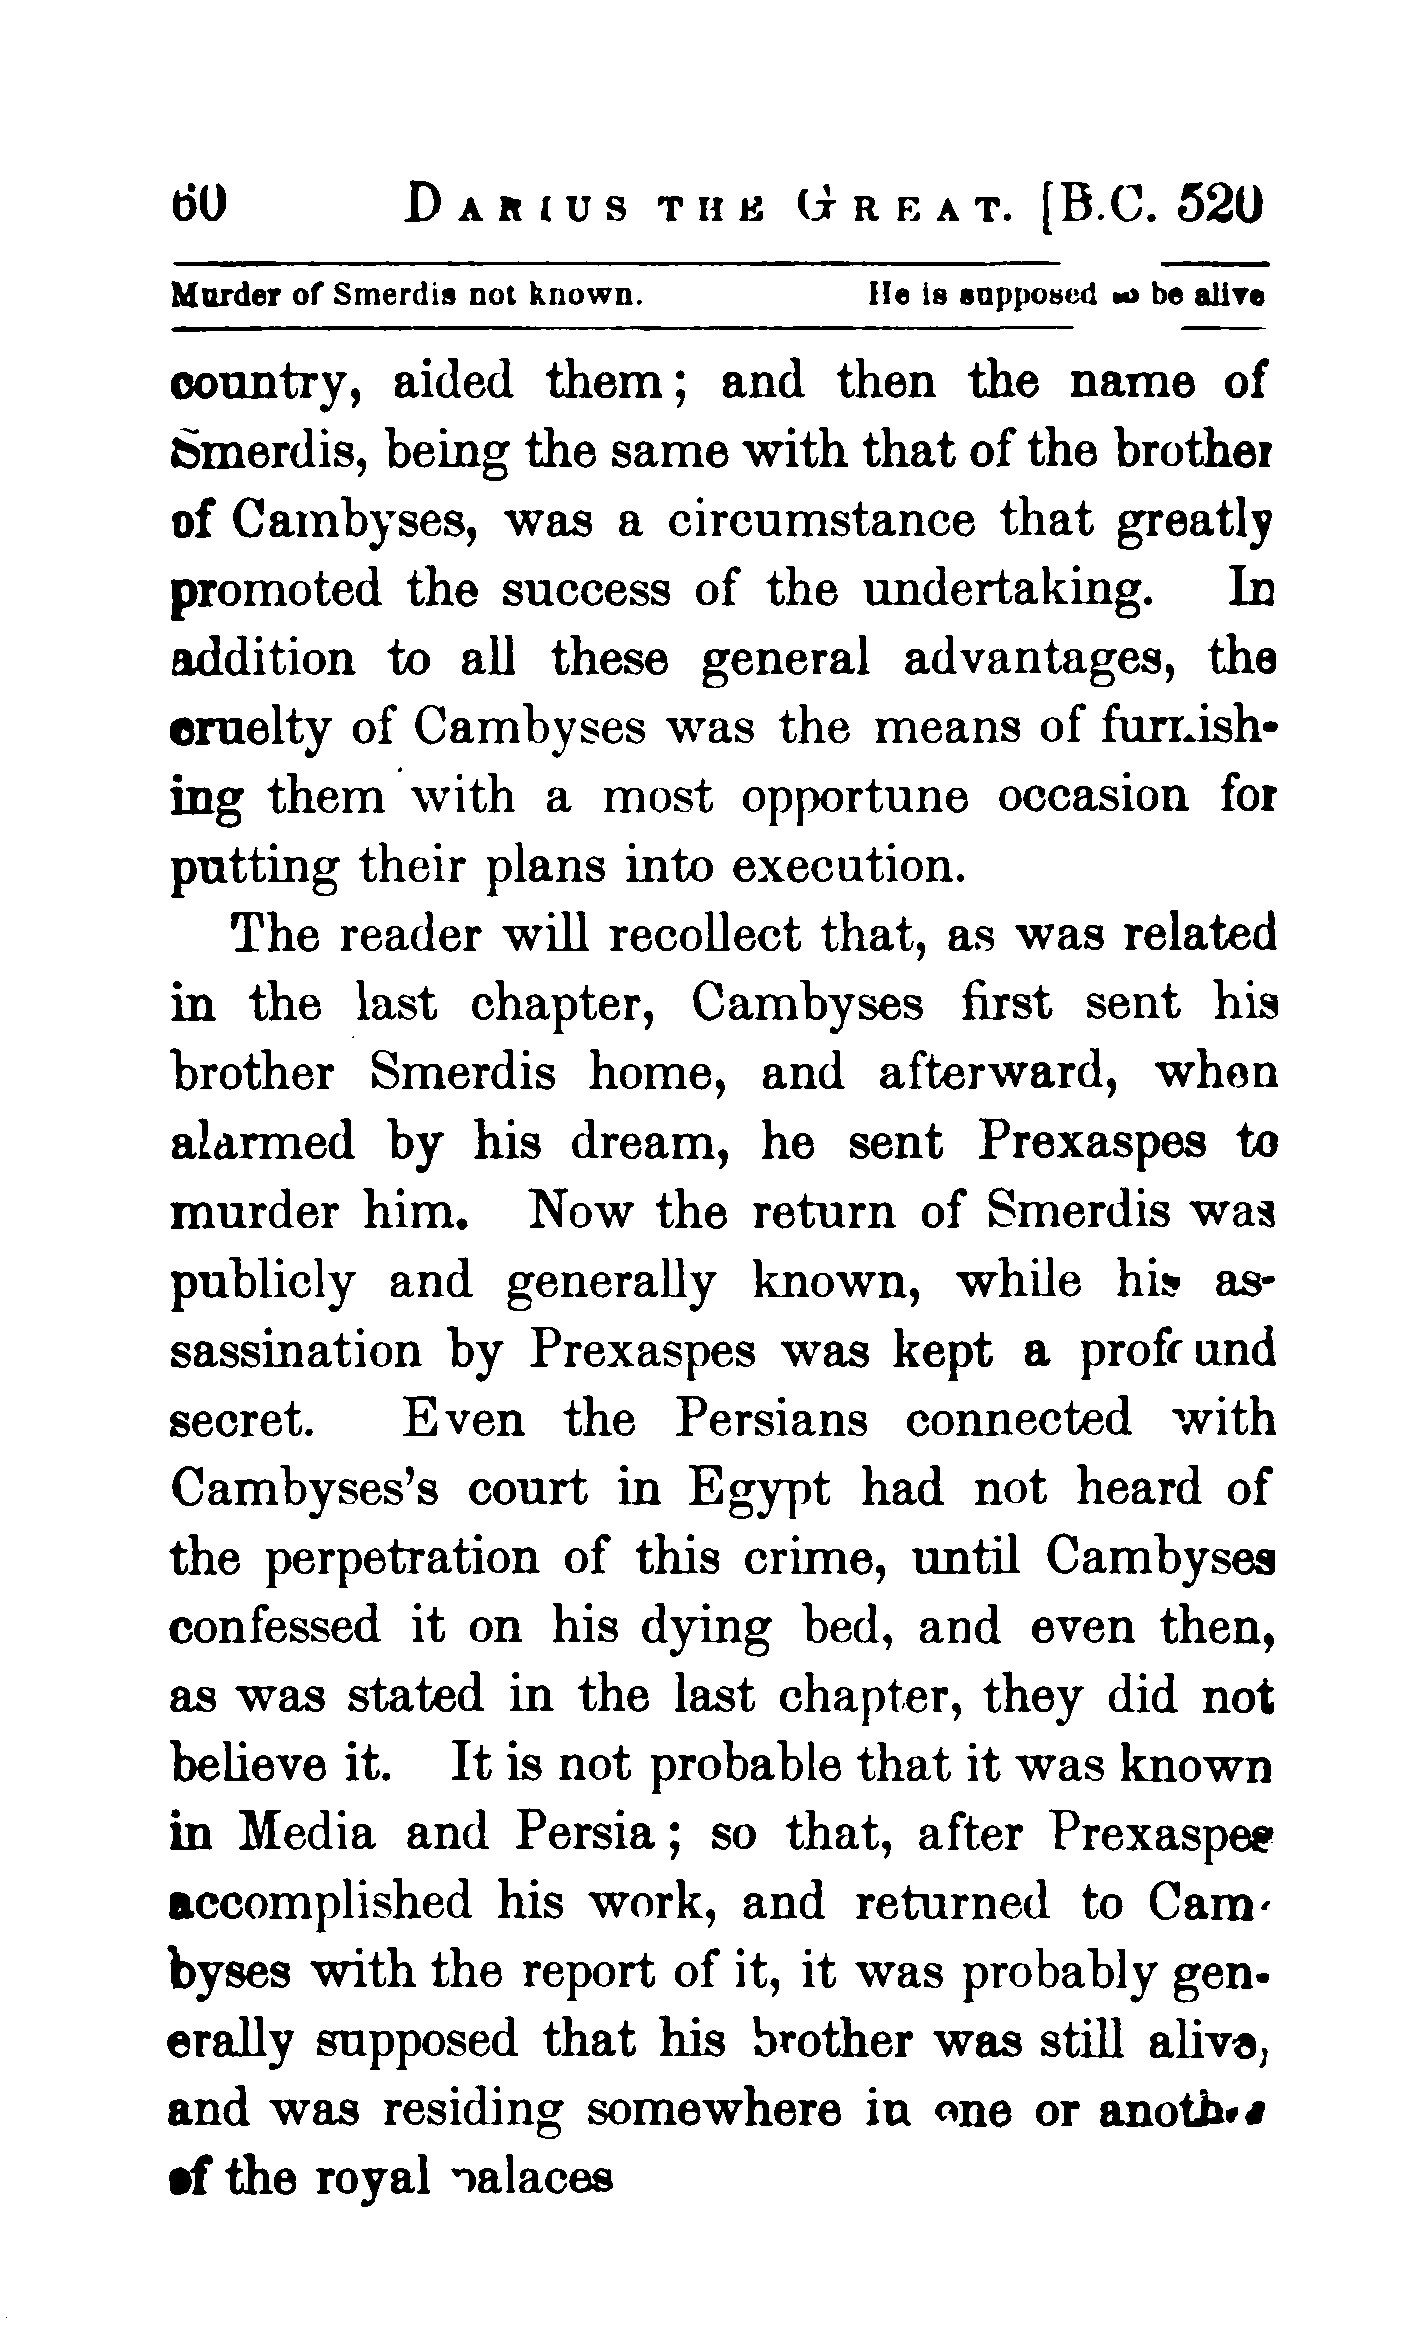 60 DARIUS THE GREAT. [B.C. 520
Murder of Smerdis not known. He is supposed to be alive
country, aided them; and then the name of
Smerdis, being the same with that of the brother
of Cambyses, was a circumstance that greatly
promoted the success of the undertaking. In
addition to all these general advantages, the
cruelty of Cambyses was the means of furnish-
ing them with a most opportune occasion for
putting their plans into execution.
The reader will recollect that, as was related
in the last chapter, Cambyses first sent his
brother Smerdis home, and afterward, when
alarmed by his dream, he sent Prexaspes to
murder him. Now the return of Smerdis was
publicly and generally known, while his as-
sassination by Prexaspes was kept a profound
secret. Even the Persians connected with
Cambyses's court in Egypt had not heard of
the perpetration of this crime, until Cambyses
confessed it on his dying bed, and even then,
as was stated in the last chapter, they did not
believe it. It is not probable that it was known
in Media and Persia; so that, after Prexaspes
accomplished his work, and returned to Cam-
byses with the report of it, it was probably gen-
erally supposed that his brother was still alive,
and was residing somewhere in one or another
of the royal palaces